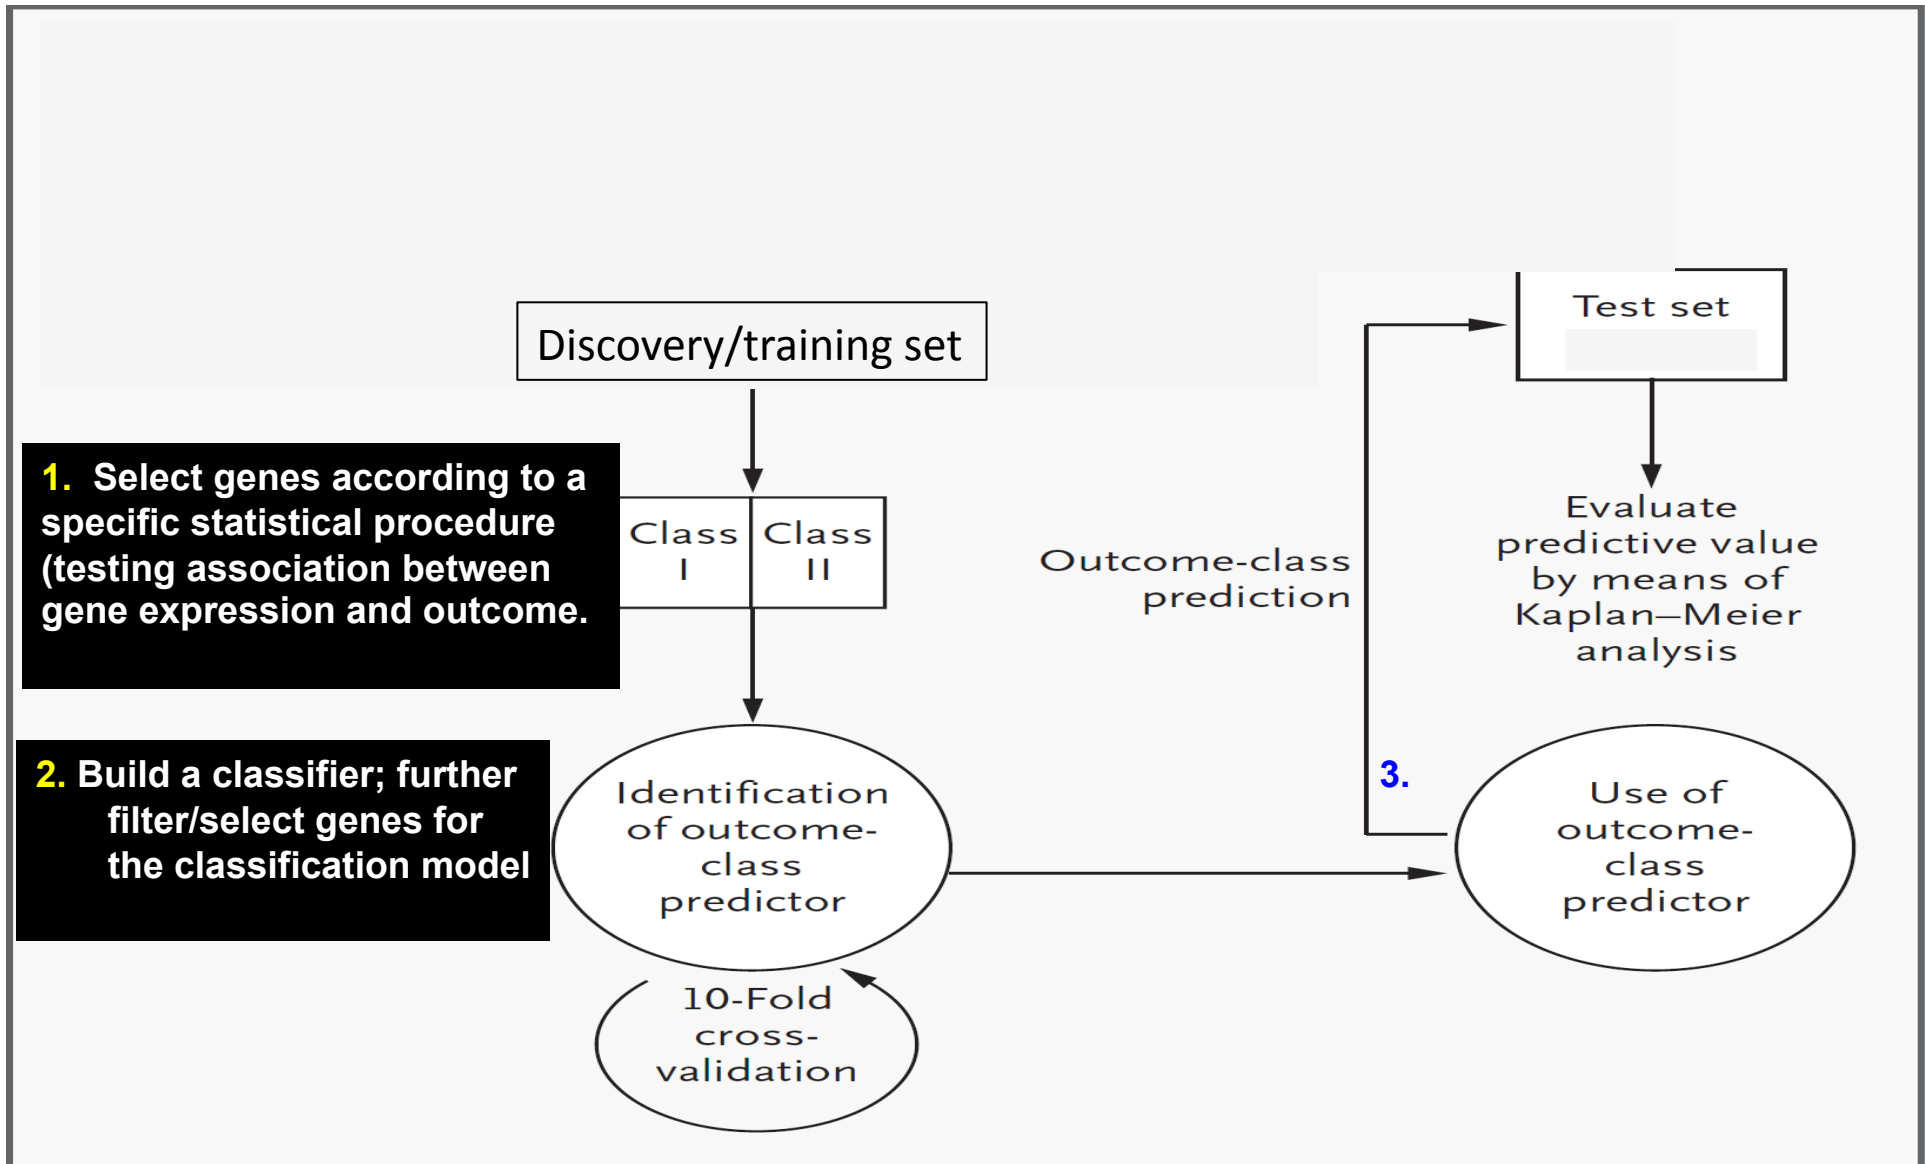 Discovery/training set
1. Select genes according to a
specific statistical procedure
(testing association between
gene expression and outcome.
Class
I
Class
II
2. Build a classifier; further
filter/select genes for
the classification model
Identification
of outcome-
class
predictor
10-Fold
cross-
validation
Outcome-class
prediction
3.
Test set
Evaluate
predictive value
by means of
Kaplan–Meier
analysis
Use of
outcome-
class
predictor